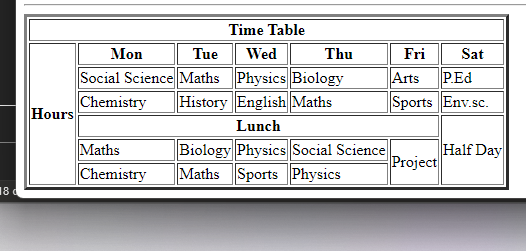 Time Table
Hours Mon Tue Wed Thu Fri Sat
Social Science Maths Physics Biology Arts P.Ed
Chemistry History English Maths Sports Env.sc.
Lunch Half Day
Maths Biology Physics Social Science Project
Chemistry Maths Sports Physics
18